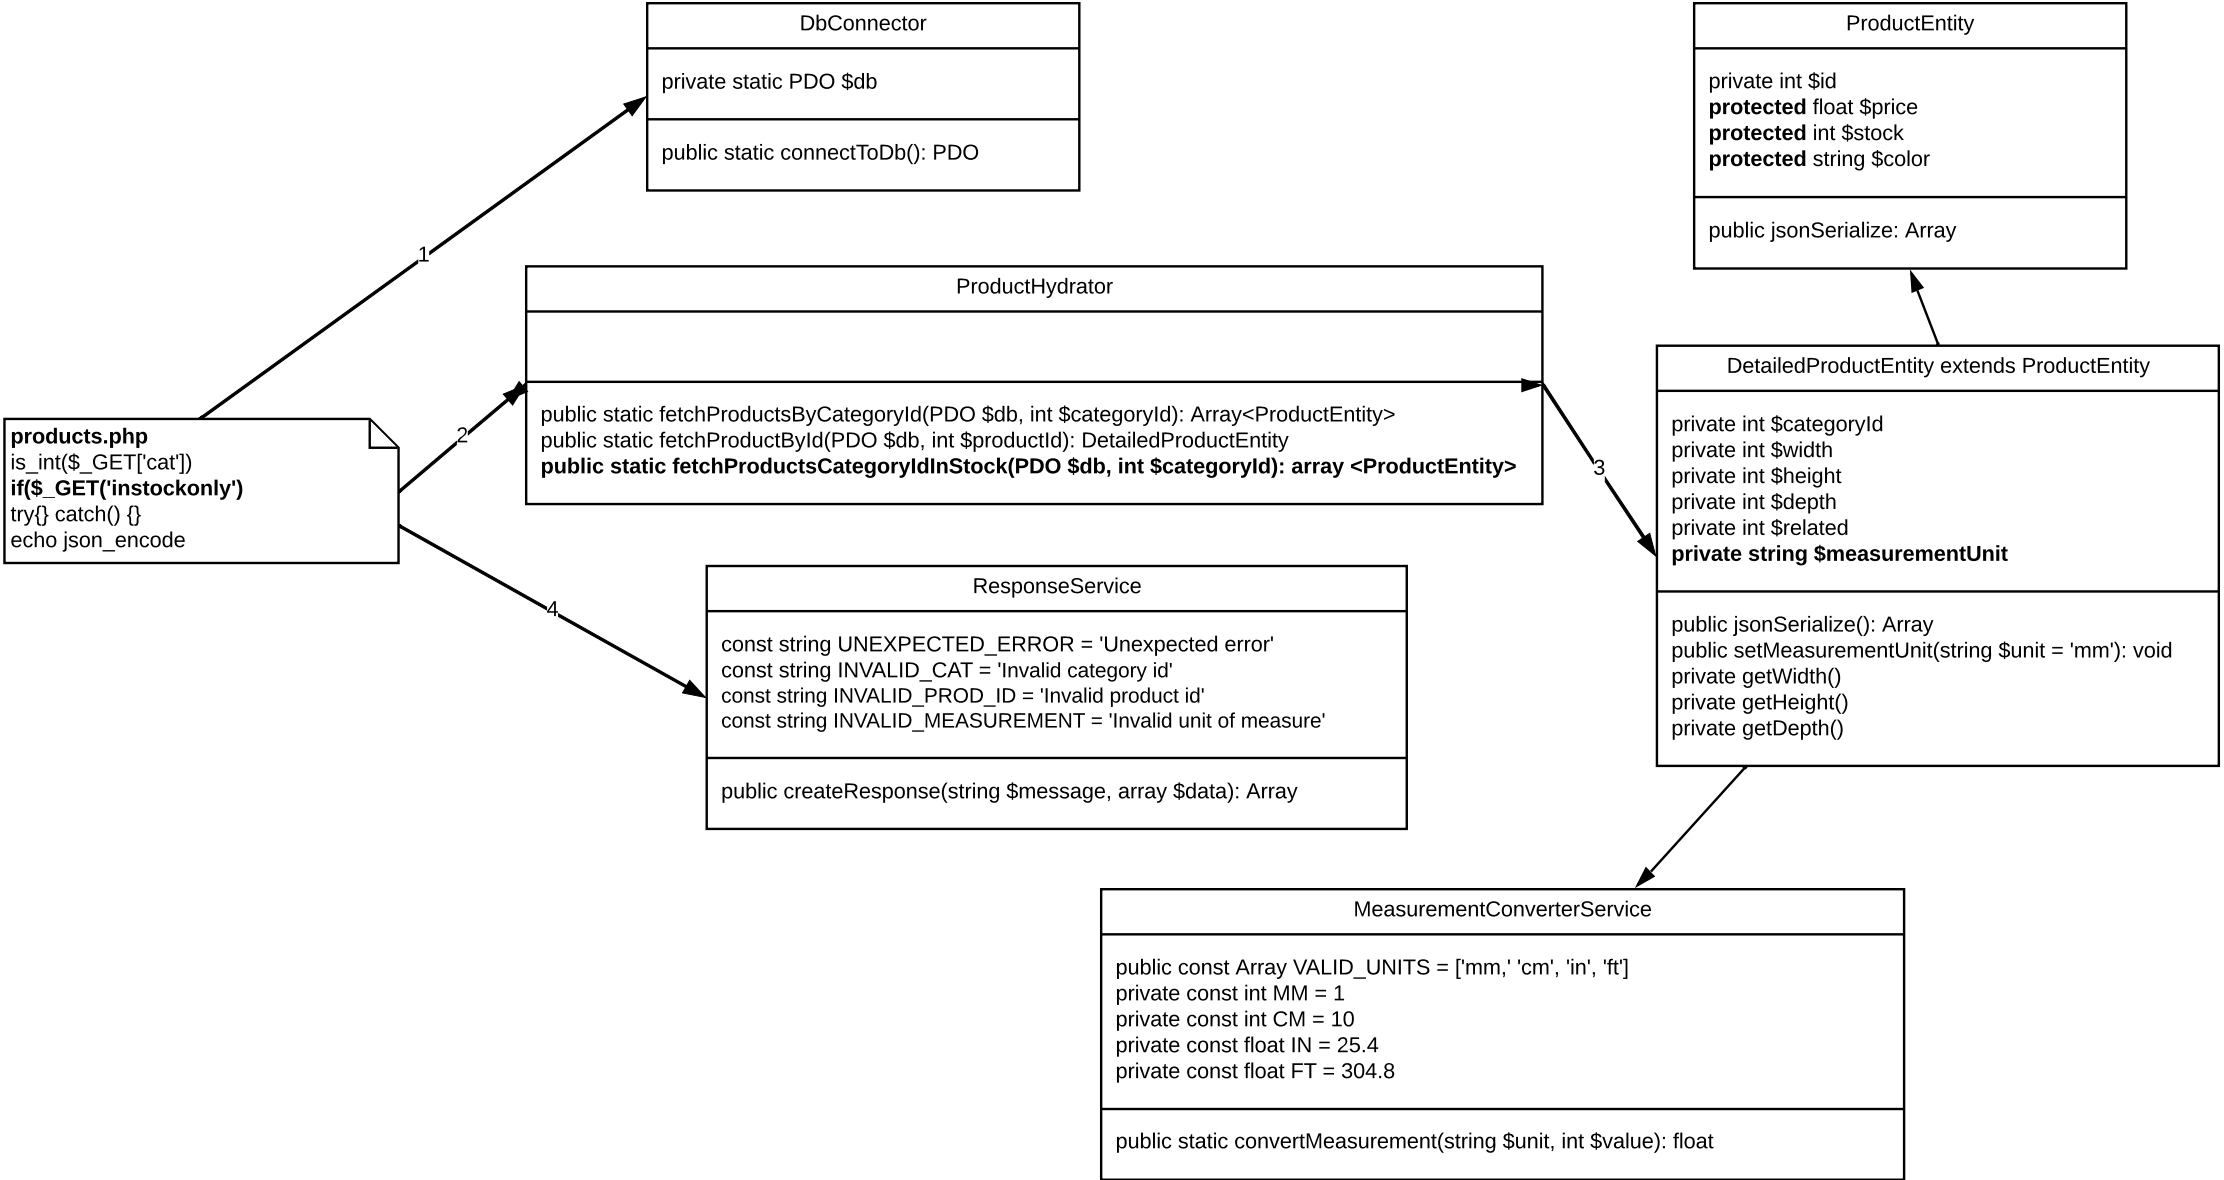 DbConnector
private static PDO $db
public static connectToDb(): PDO
ProductEntity
private int $id
protected float $price
protected int $stock
protected string $color
public jsonSerialize: Array
1
ProductHydrator
public static fetchProductsByCategoryId(PDO $db, int $categoryId): Array<ProductEntity>
public static fetchProductById(PDO $db, int $productId): DetailedProductEntity
public static fetchProductsCategoryIdInStock(PDO $db, int $categoryId): array <ProductEntity>
2
3
products.php
is_int($_GET['cat'])
if($_GET('instockonly')
try{} catch() {}
echo json_encode
DetailedProductEntity extends ProductEntity
private int $categoryId
private int $width
private int $height
private int $depth
private int $related
private string $measurementUnit
public jsonSerialize(): Array
public setMeasurementUnit(string $unit = 'mm'): void
private getWidth()
private getHeight()
private getDepth()
4
ResponseService
const string UNEXPECTED_ERROR = 'Unexpected error'
const string INVALID_CAT = 'Invalid category id'
const string INVALID_PROD_ID = 'Invalid product id'
const string INVALID_MEASUREMENT = 'Invalid unit of measure'
public createResponse(string $message, array $data): Array
MeasurementConverterService
public const Array VALID_UNITS = ['mm,' 'cm', 'in', 'ft']
private const int MM = 1
private const int CM = 10
private const float IN = 25.4
private const float FT = 304.8
public static convertMeasurement(string $unit, int $value): float